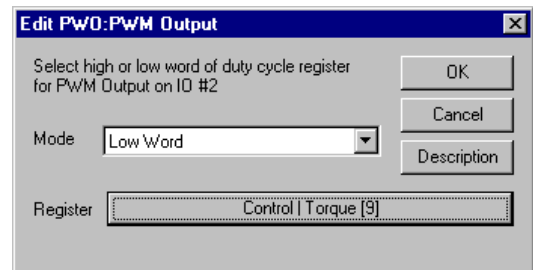 Edit PWO:PWM Output
Select high or low word of duty cycle register
for PWM Output on IO #2
OK
Cancel
Mode Low Word
Description
Register Control | Torque [9]